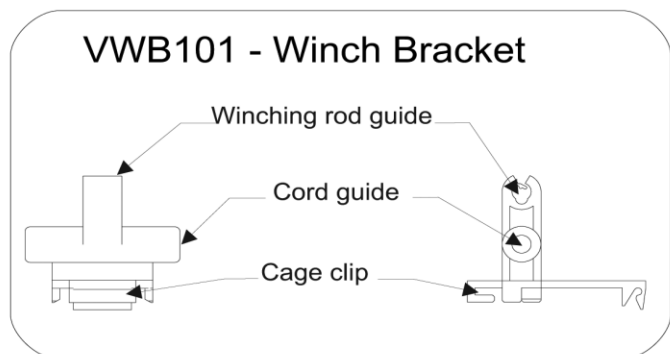 VWB101 - Winch Bracket
Winching rod guide
Cord guide
Cage clip